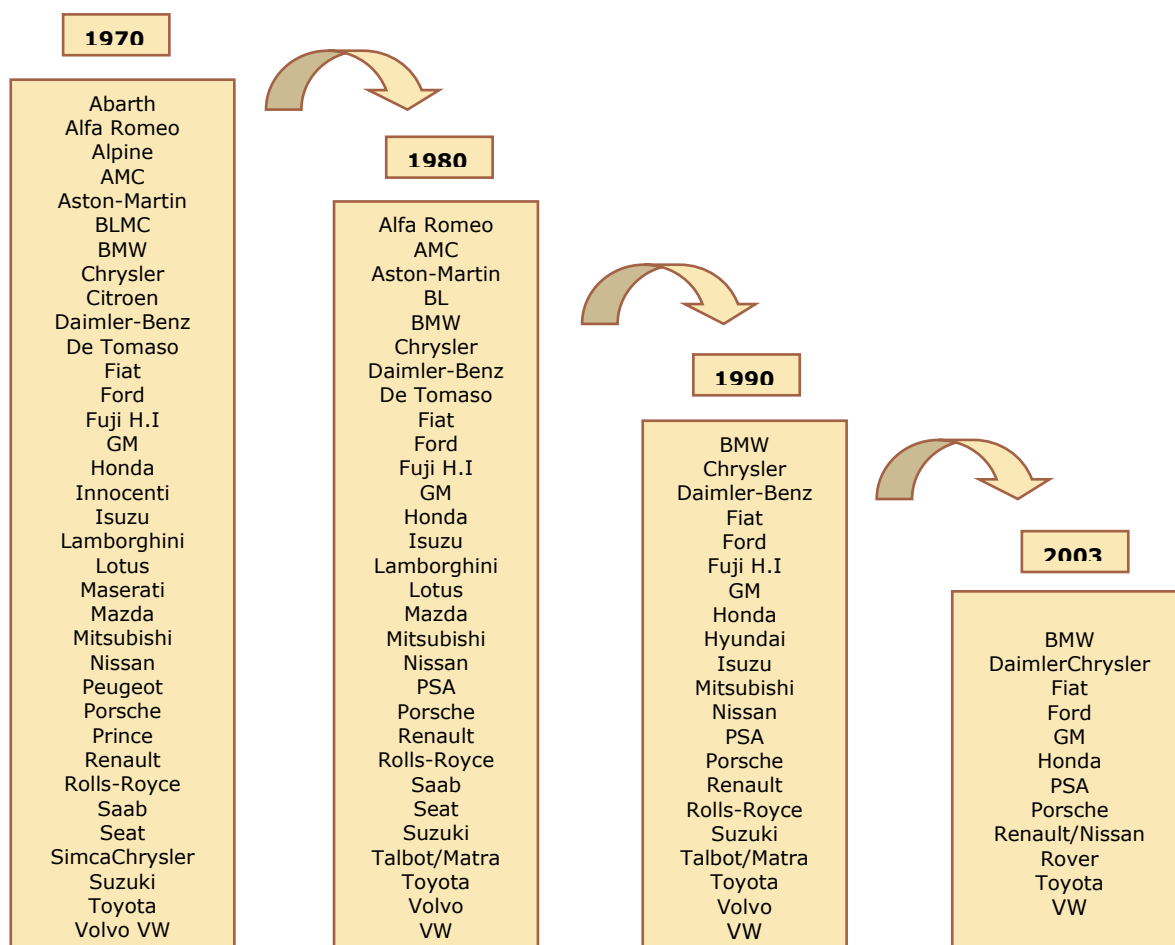 1970
Abarth
Alfa Romeo
Alpine
AMC
Aston-Martin
BLMC
BMW
Chrysler
Citroen
Daimler-Benz
De Tomaso
Fiat
Ford
Fuji H.I
GM
Honda
Innocenti
Isuzu
Lamborghini
Lotus
Maserati
Mazda
Mitsubishi
Nissan
Peugeot
Porsche
Prince
Renault
Rolls-Royce
Saab
Seat
SimcaChrysler
Suzuki
Toyota
Volvo VW
1980
Alfa Romeo
AMC
Aston-Martin
BL
BMW
Chrysler
Daimler-Benz
De Tomaso
Fiat
Ford
Fuji H.I
GM
Honda
Isuzu
Lamborghini
Lotus
Mazda
Mitsubishi
Nissan
PSA
Porsche
Renault
Rolls-Royce
Saab
Seat
Suzuki
Talbot/Matra
Toyota
Volvo
VW
1990
BMW
Chrysler
Daimler-Benz
Fiat
Ford
Fuji H.I
GM
Honda
Hyundai
Isuzu
Mitsubishi
Nissan
PSA
Porsche
Renault
Rolls-Royce
Suzuki
Talbot/Matra
Toyota
Volvo
VW
2003
BMW
DaimlerChrysler
Fiat
Ford
GM
Honda
PSA
Porsche
Renault/Nissan
Rover
Toyota
VW